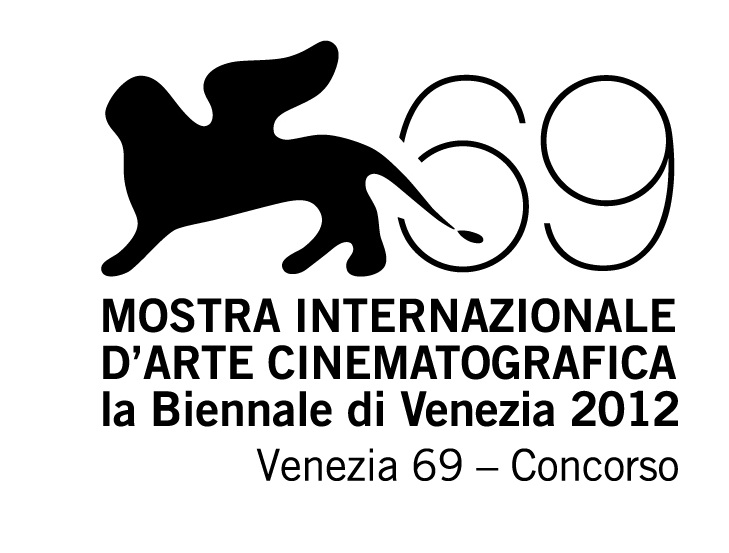 69
MOSTRA INTERNAZIONALE
D’ARTE CINEMATOGRAFICA
la Biennale di Venezia 2012
Venezia 69 – Concorso